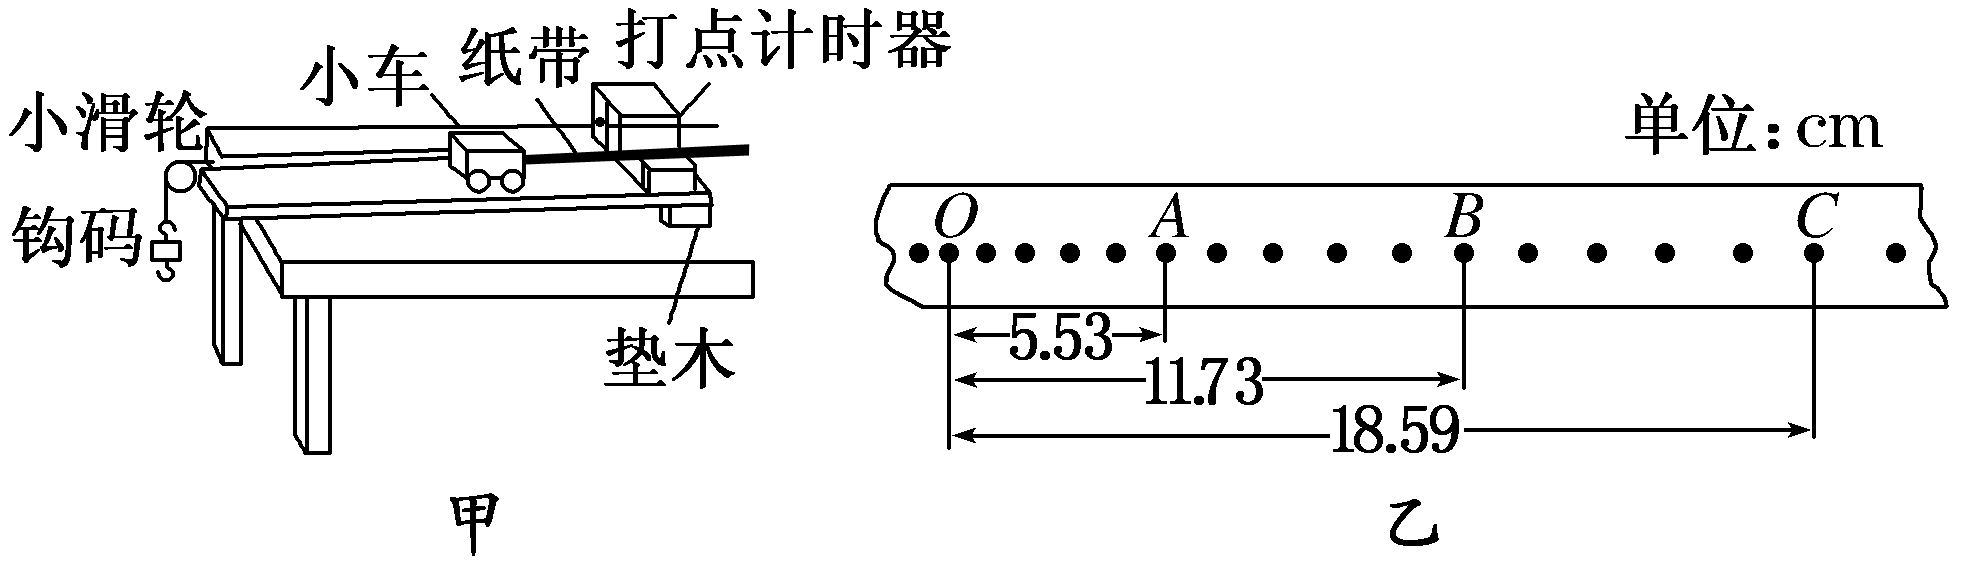 小滑轮
小车
纸带
打点计时器
钩码
垫木
甲
单位:cm
O A B C
5.53
11.73
18.59
乙